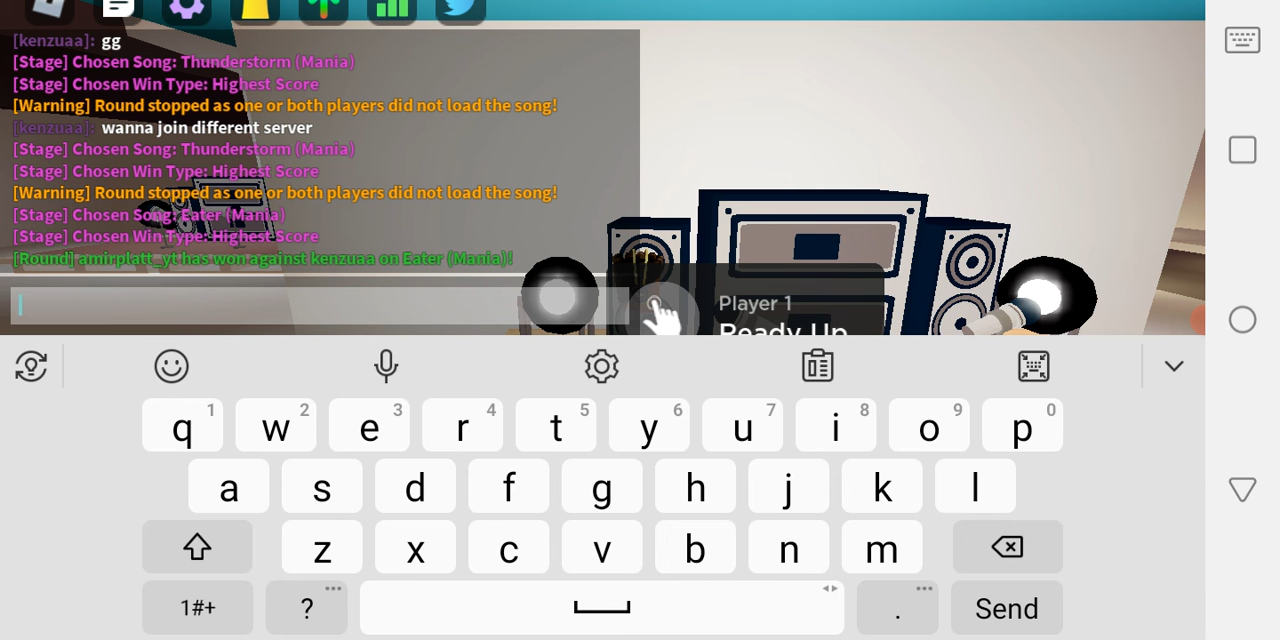 [kenzuaa]: gg
[Stage] Chosen Song: Thunderstorm (Mania)
[Stage] Chosen Win Type: Highest Score
[Warning] Round stopped as one or both players did not load the song!
[kenzuaa]: wanna join different server
[Stage] Chosen Song: Thunderstorm (Mania)
[Stage] Chosen Win Type: Highest Score
[Warning] Round stopped as one or both players did not load the song!
[Stage] Chosen Song: Eater (Mania)
[Stage] Chosen Win Type: Highest Score
[Round] amirplatt_yt has won against kenzuaa on Eater (Mania)!
Player 1
Ready Up
1 2 3 4 5 6 7 8 9 0
q w e r t y u i o p
a s d f g h j k l
z x c v b n m
1#+ ? . Send